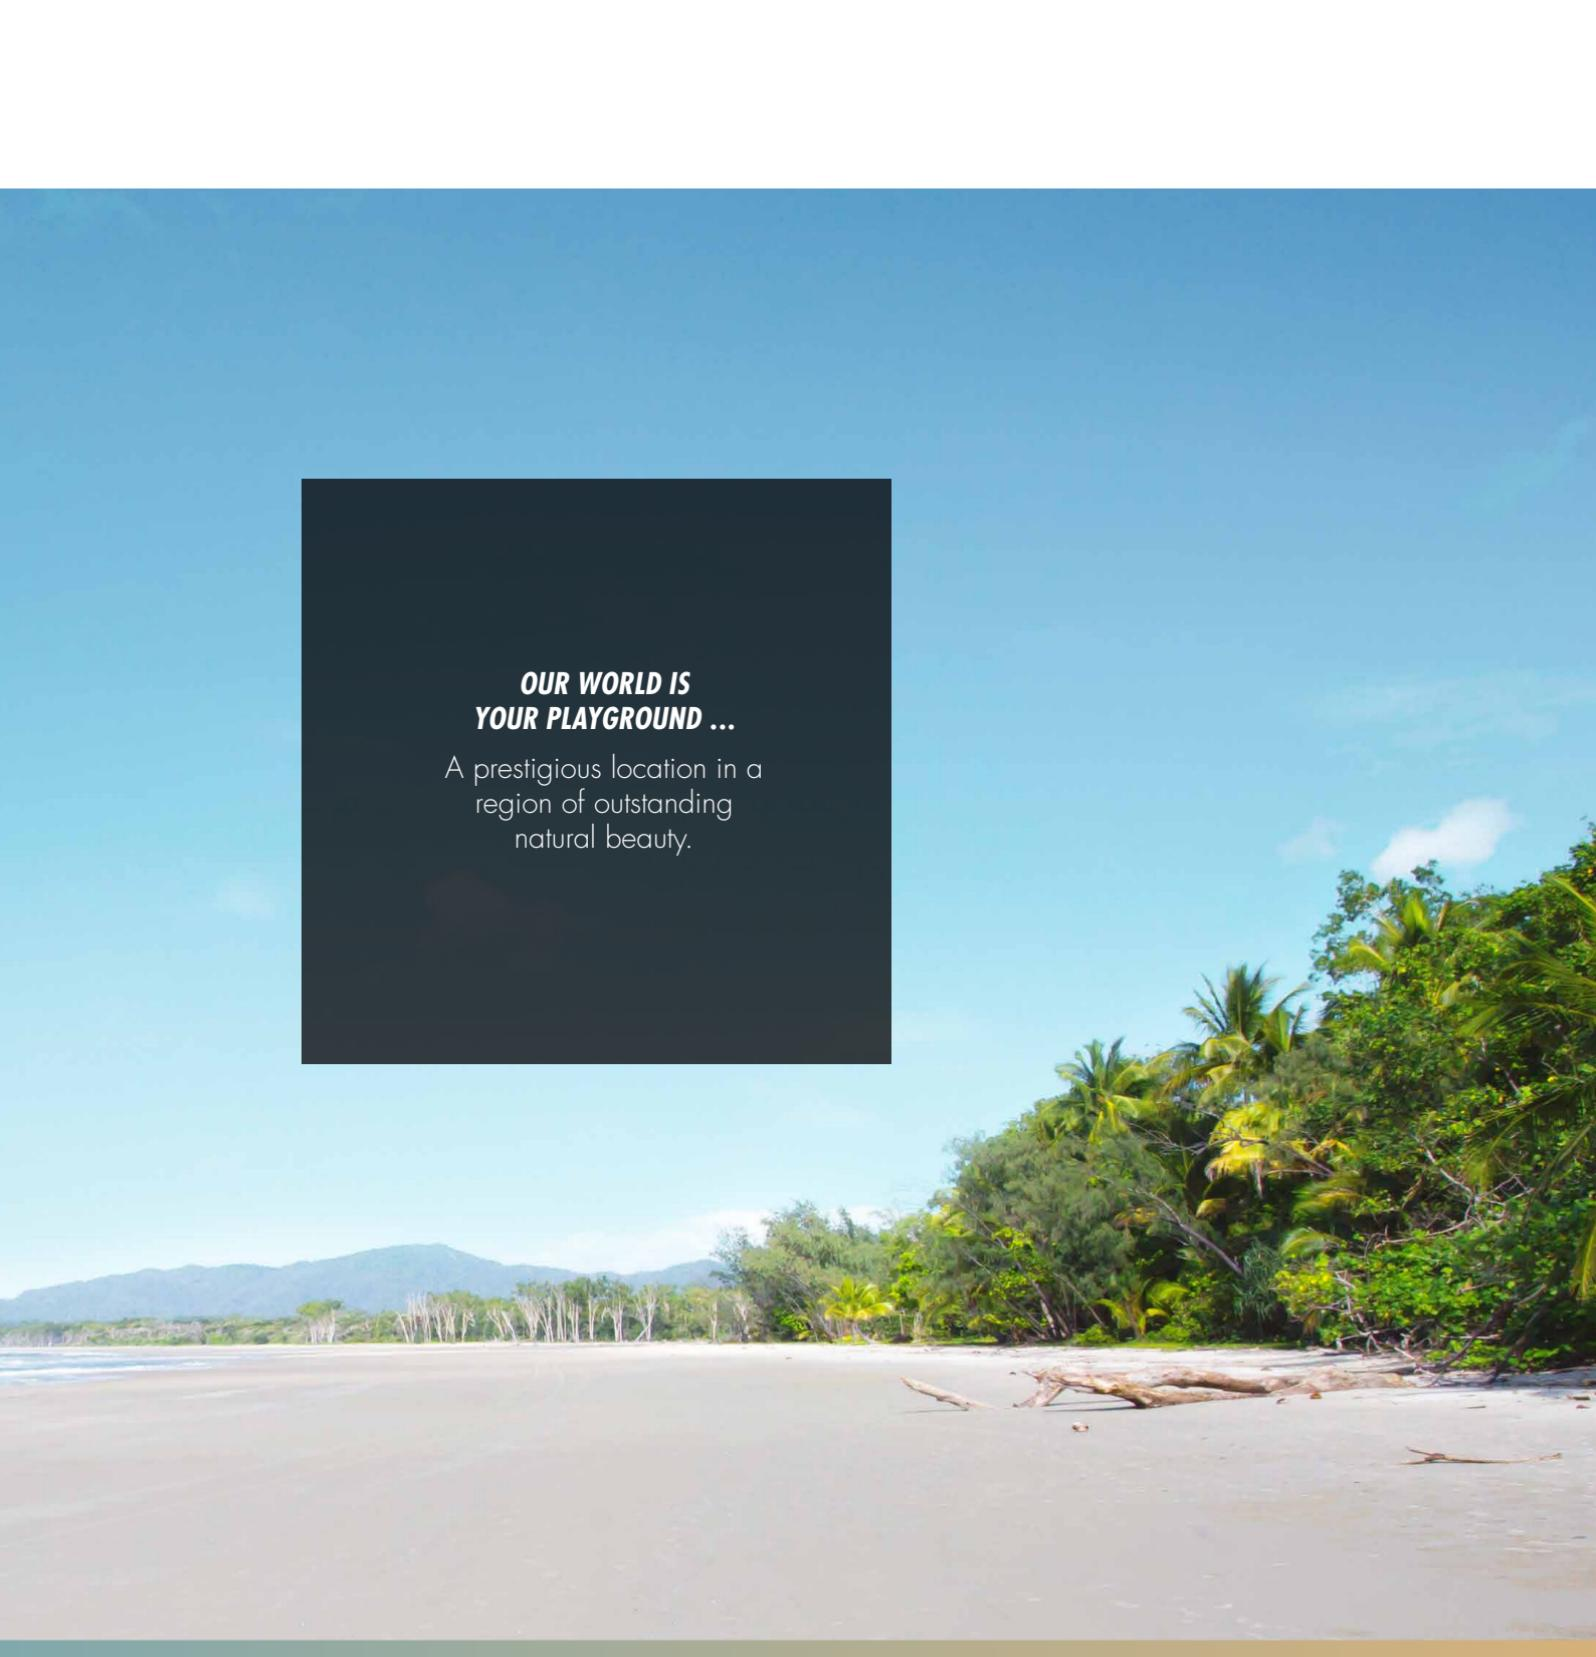 OUR WORLD IS
YOUR PLAYGROUND ...
A prestigious location in a
region of outstanding
natural beauty.